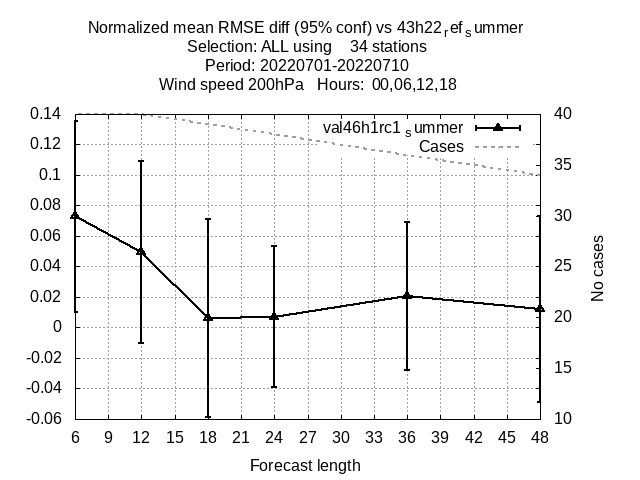 Normalized mean RMSE diff (95% conf) vs 43h22refsummer
Selection: ALL using 34 stations
Period: 20220701-20220710
Wind speed 200hPa Hours: 00,06,12,18
val46h1rc1summer
Cases
0.14
0.12
0.1
0.08
0.06
0.04
0.02
0
-0.02
-0.04
-0.06
40
35
30
25
20
15
10
No cases
6 9 12 15 18 21 24 27 30 33 36 39 42 45 48
Forecast length